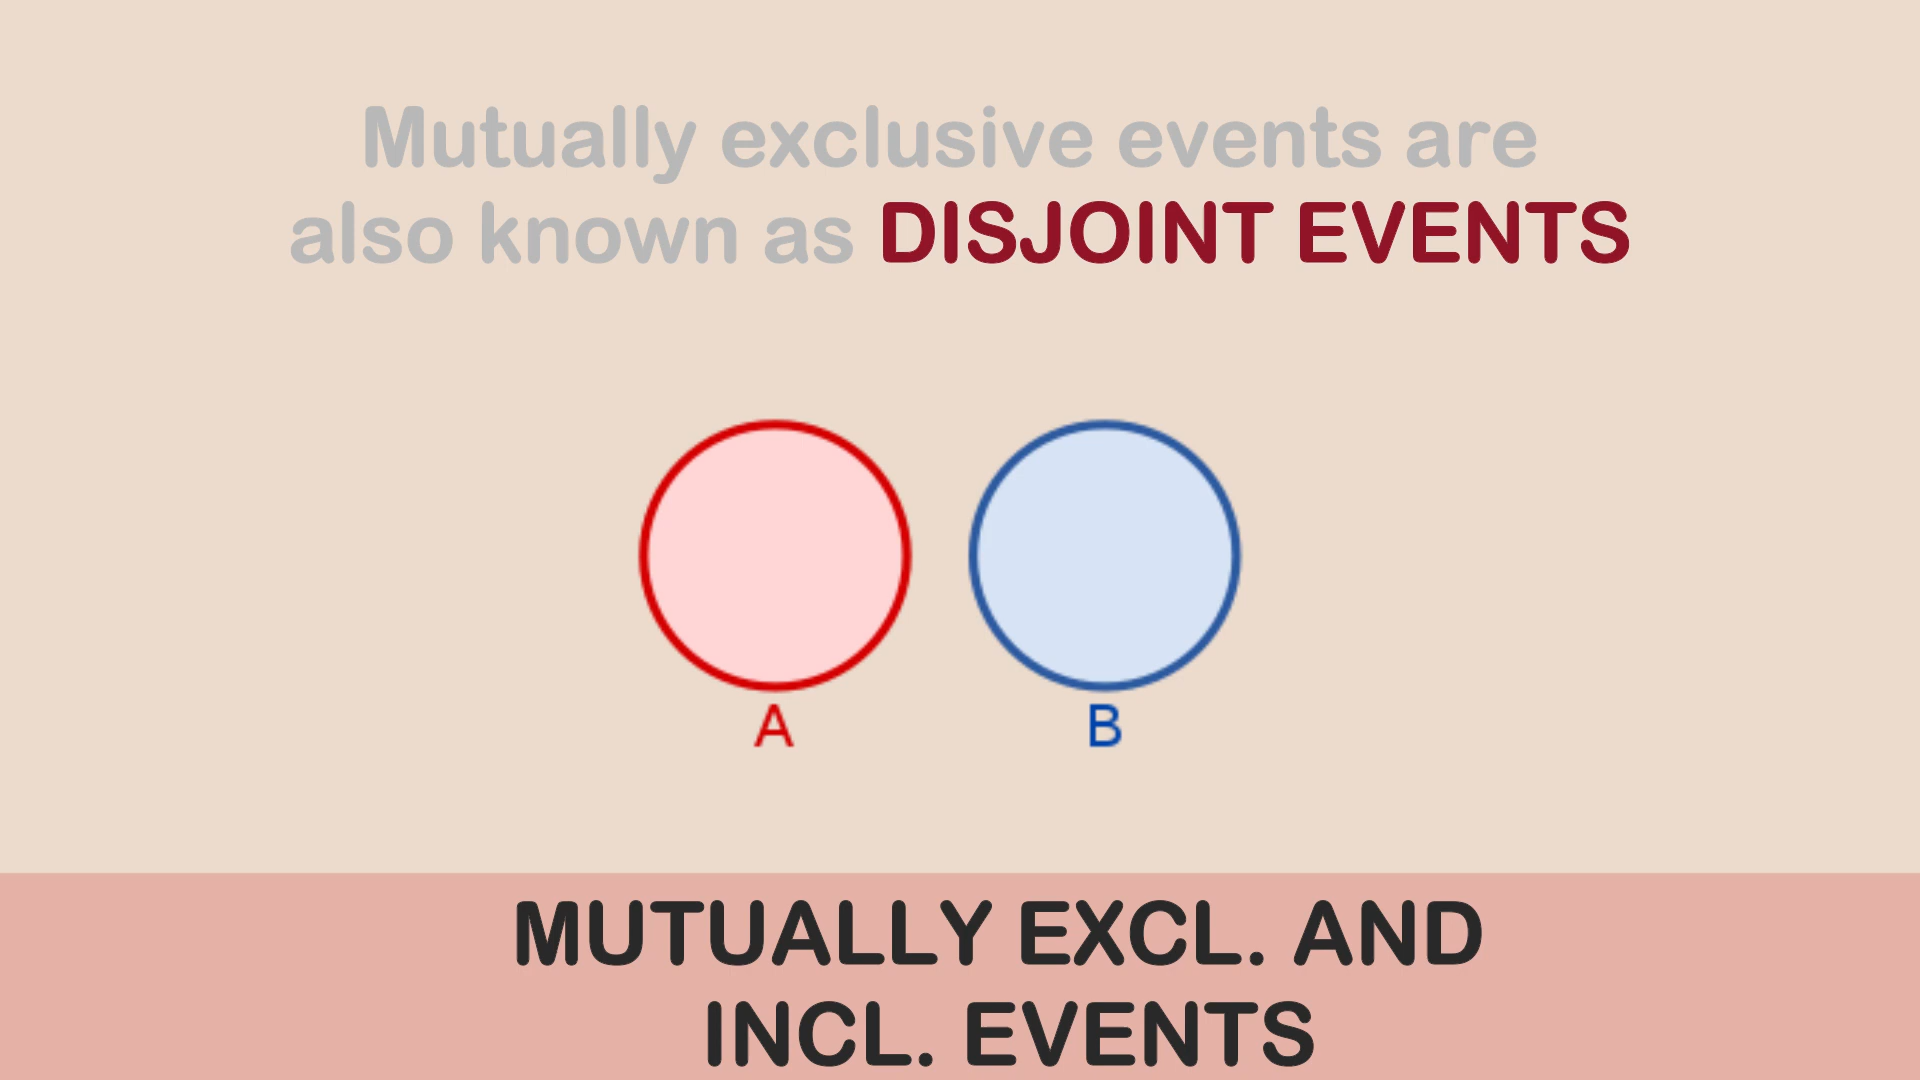 Mutually exclusive events are
also known as DISJOINT EVENTS
A
B
MUTUALLY EXCL. AND
INCL. EVENTS